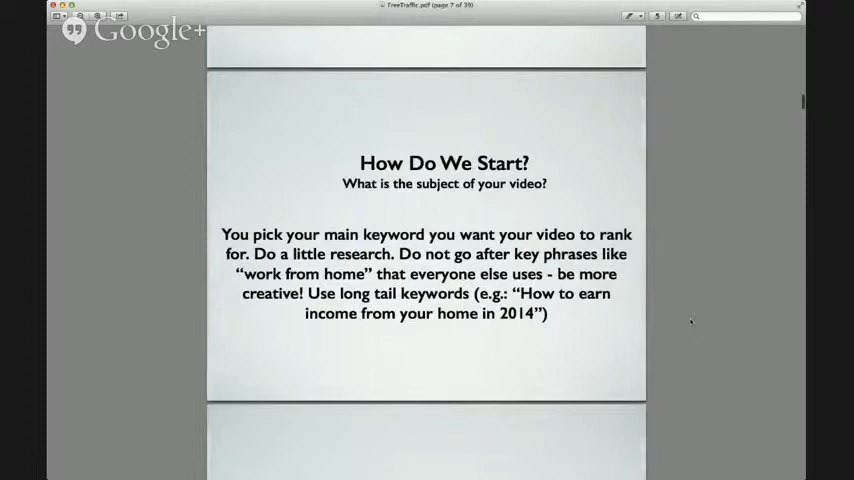 FreeTraffic.pdf (page 7 of 39)
Google+
How Do We Start?
What is the subject of your video?
You pick your main keyword you want your video to rank
for. Do a little research. Do not go after key phrases like
“work from home” that everyone else uses - be more
creative! Use long tail keywords (e.g.: “How to earn
income from your home in 2014”)